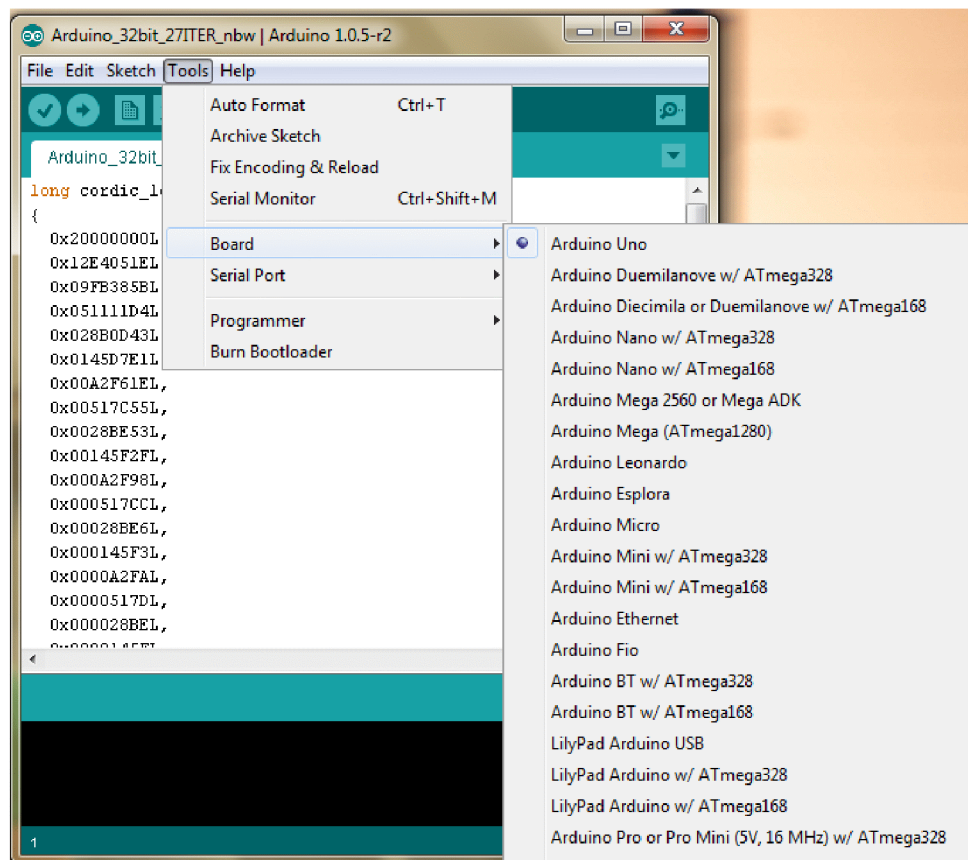 Arduino_32bit_27ITER_nbw | Arduino 1.0.5-r2
File Edit Sketch Tools Help
Auto Format Ctrl+T
Archive Sketch
Fix Encoding & Reload
Serial Monitor Ctrl+Shift+M
Board
Serial Port
Programmer
Burn Bootloader
Arduino_32bit_
long cordic_l
{
0x20000000L
0x12E4051EL
0x09FB385BL
0x051111D4L
0x028B0D43L
0x0145D7E1L
0x00A2F61EL,
0x00517C55L,
0x0028BE53L,
0x00145F2FL,
0x000A2F98L,
0x000517CCL,
0x00028BE6L,
0x000145F3L,
0x0000A2FAL,
0x0000517DL,
0x000028BEL,
1
Arduino Uno
Arduino Duemilanove w/ ATmega328
Arduino Diecimila or Duemilanove w/ ATmega168
Arduino Nano w/ ATmega328
Arduino Nano w/ ATmega168
Arduino Mega 2560 or Mega ADK
Arduino Mega (ATmega1280)
Arduino Leonardo
Arduino Esplora
Arduino Micro
Arduino Mini w/ ATmega328
Arduino Mini w/ ATmega168
Arduino Ethernet
Arduino Fio
Arduino BT w/ ATmega328
Arduino BT w/ ATmega168
LilyPad Arduino USB
LilyPad Arduino w/ ATmega328
LilyPad Arduino w/ ATmega168
Arduino Pro or Pro Mini (5V, 16 MHz) w/ ATmega328